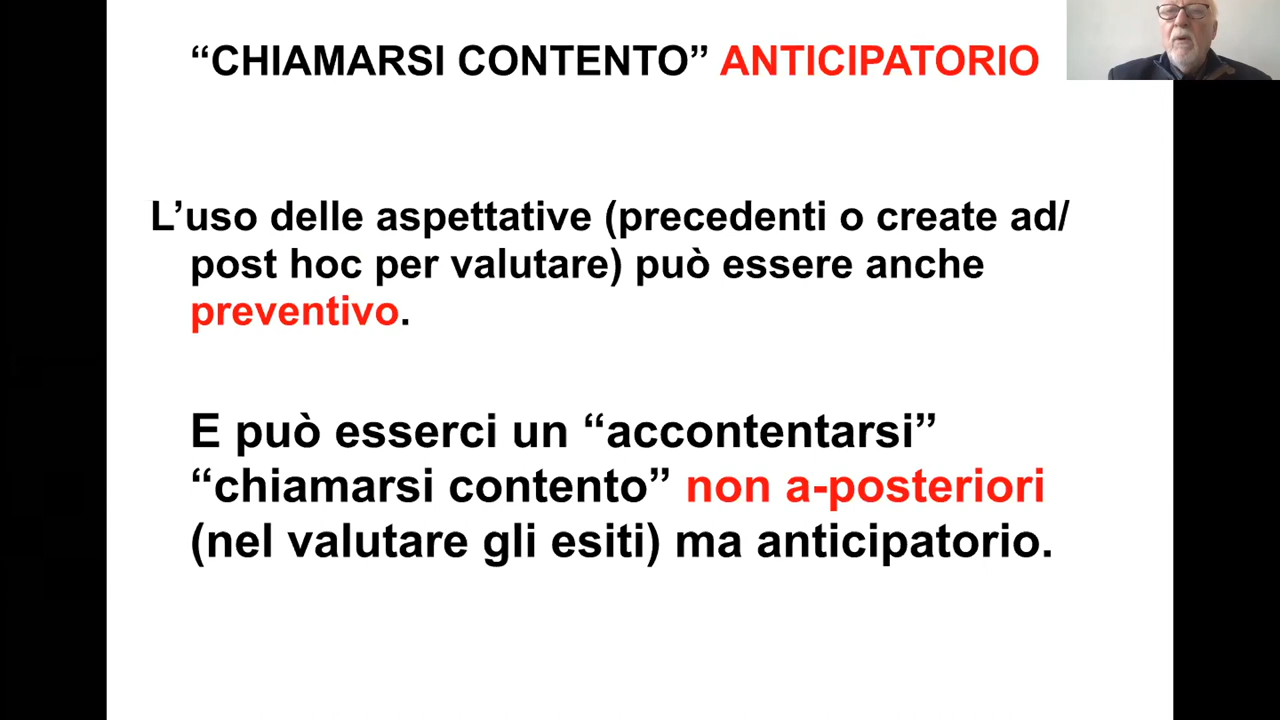 “CHIAMARSI CONTENTO” ANTICIPATORIO
L’uso delle aspettative (precedenti o create ad/
post hoc per valutare) può essere anche
preventivo.
E può esserci un “accontentarsi”
“chiamarsi contento” non a-posteriori
(nel valutare gli esiti) ma anticipatorio.